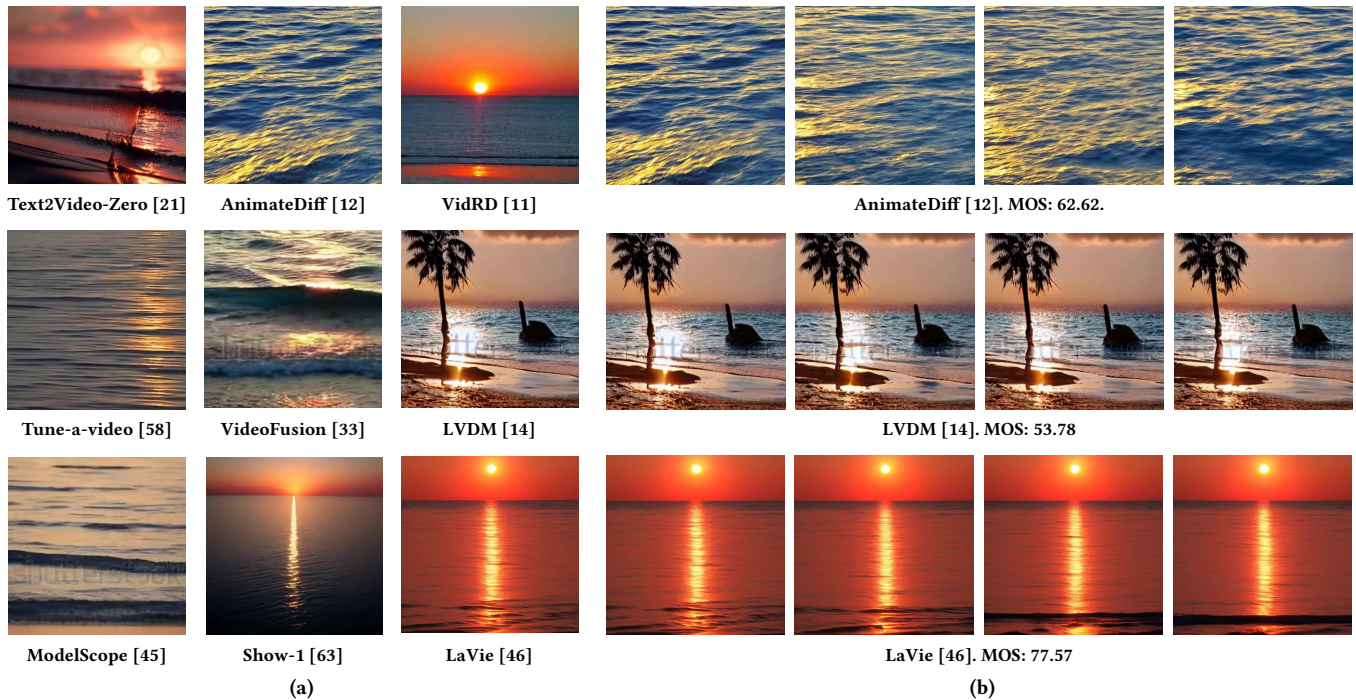 Text2Video-Zero [21]
AnimateDiff [12]
VidRD [11]
AnimateDiff [12]. MOS: 62.62.
Tune-a-video [58]
VideoFusion [33]
LVDM [14]
LVDM [14]. MOS: 53.78
shutterstock
ModelScope [45]
Show-1 [63]
LaVie [46]
LaVie [46]. MOS: 77.57
(a)
(b)